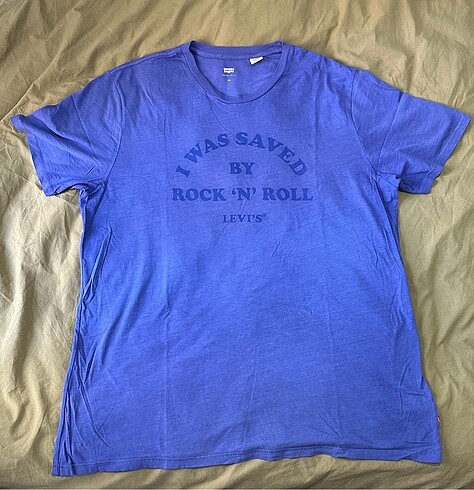 I WAS SAVED
BY
ROCK 'N' ROLL
LEVI'S®